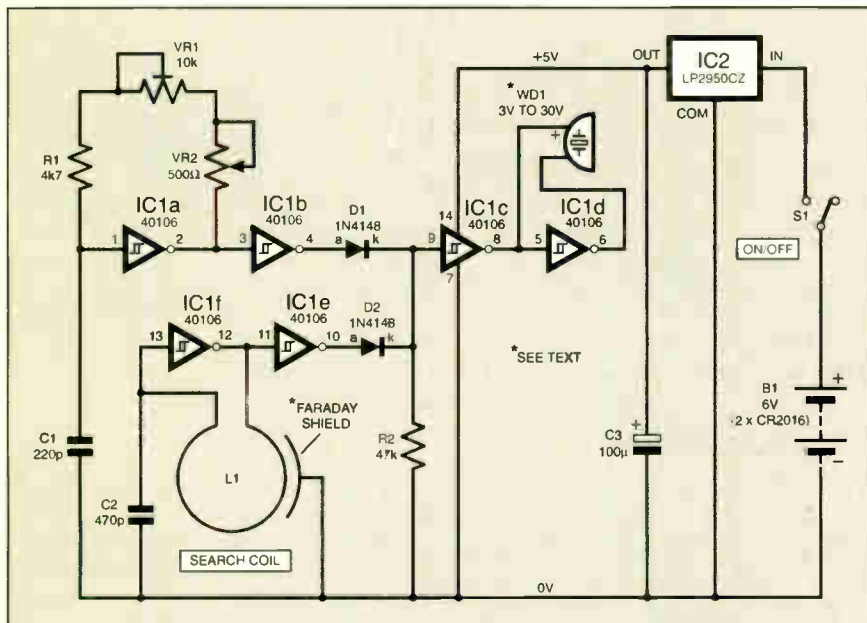 VR1
10k
R1
4k7
VR2
500Ω
IC1a
40106
1
2
IC1b
40106
3
4
D1
1N4148
a
k
IC1c
40106
14
9
8
7
IC1d
5
6
40106
* WD1
3V TO 30V
+
+5V
OUT
IC2
LP2950CZ
IN
COM
S1
ON/OFF
IC1f
40106
13
12
IC1e
40106
11
10
D2
1N4148
a
k
*SEE TEXT
*FARADAY
SHIELD
C1
220p
C2
470p
L1
SEARCH COIL
R2
47k
C3
100µ
+
B1
6V
(2 x CR2016)
+
−
0V